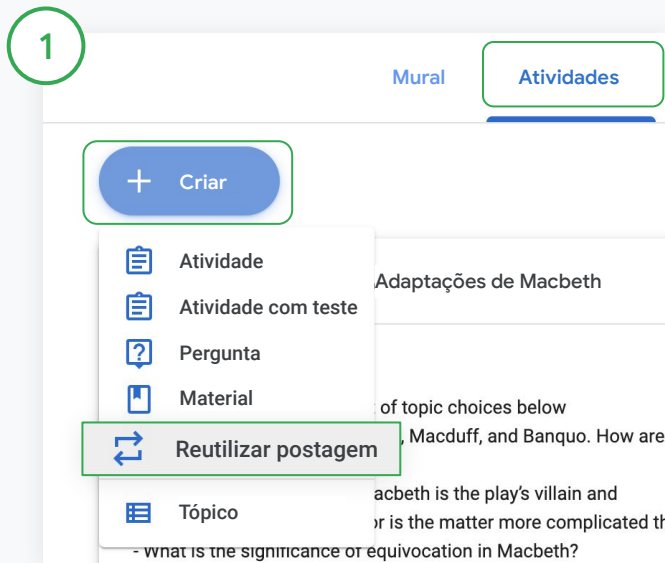 1
Mural
Atividades
Criar
Atividade
Adaptações de Macbeth
Atividade com teste
Pergunta
Material
of topic choices below
Reutilizar postagem
, Macduff, and Banquo. How are
acbeth is the play’s villain and
Tópico
or is the matter more complicated th
- What is the significance of equivocation in Macbeth?